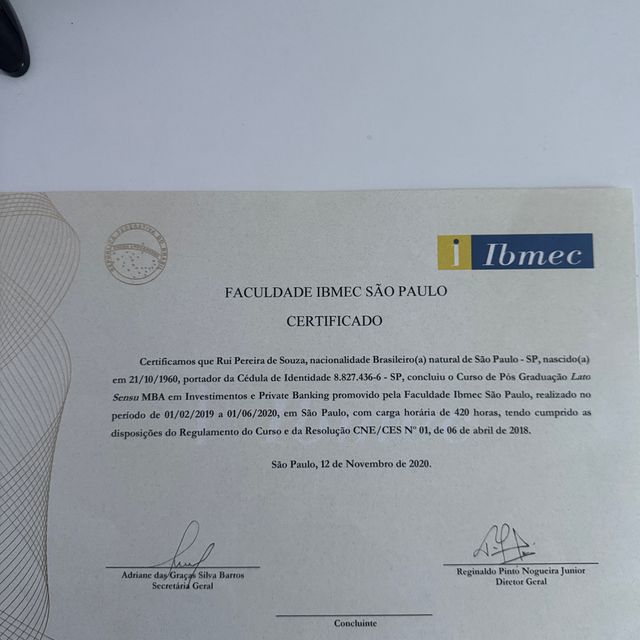 REPÚBLICA FEDERATIVA DO BRASIL
i Ibmec
FACULDADE IBMEC SÃO PAULO
CERTIFICADO
Certificamos que Rui Pereira de Souza, nacionalidade Brasileiro(a) natural de São Paulo - SP, nascido(a)
em 21/10/1960, portador da Cédula de Identidade 8.827.436-6 - SP, concluiu o Curso de Pós Graduação Lato
Sensu MBA em Investimentos e Private Banking promovido pela Faculdade Ibmec São Paulo, realizado no
período de 01/02/2019 a 01/06/2020, em São Paulo, com carga horária de 420 horas, tendo cumprido as
disposições do Regulamento do Curso e da Resolução CNE/CES Nº 01, de 06 de abril de 2018.
São Paulo, 12 de Novembro de 2020.
Adriane das Graças Silva Barros
Secretária Geral
Reginaldo Pinto Nogueira Junior
Diretor Geral
Concluinte